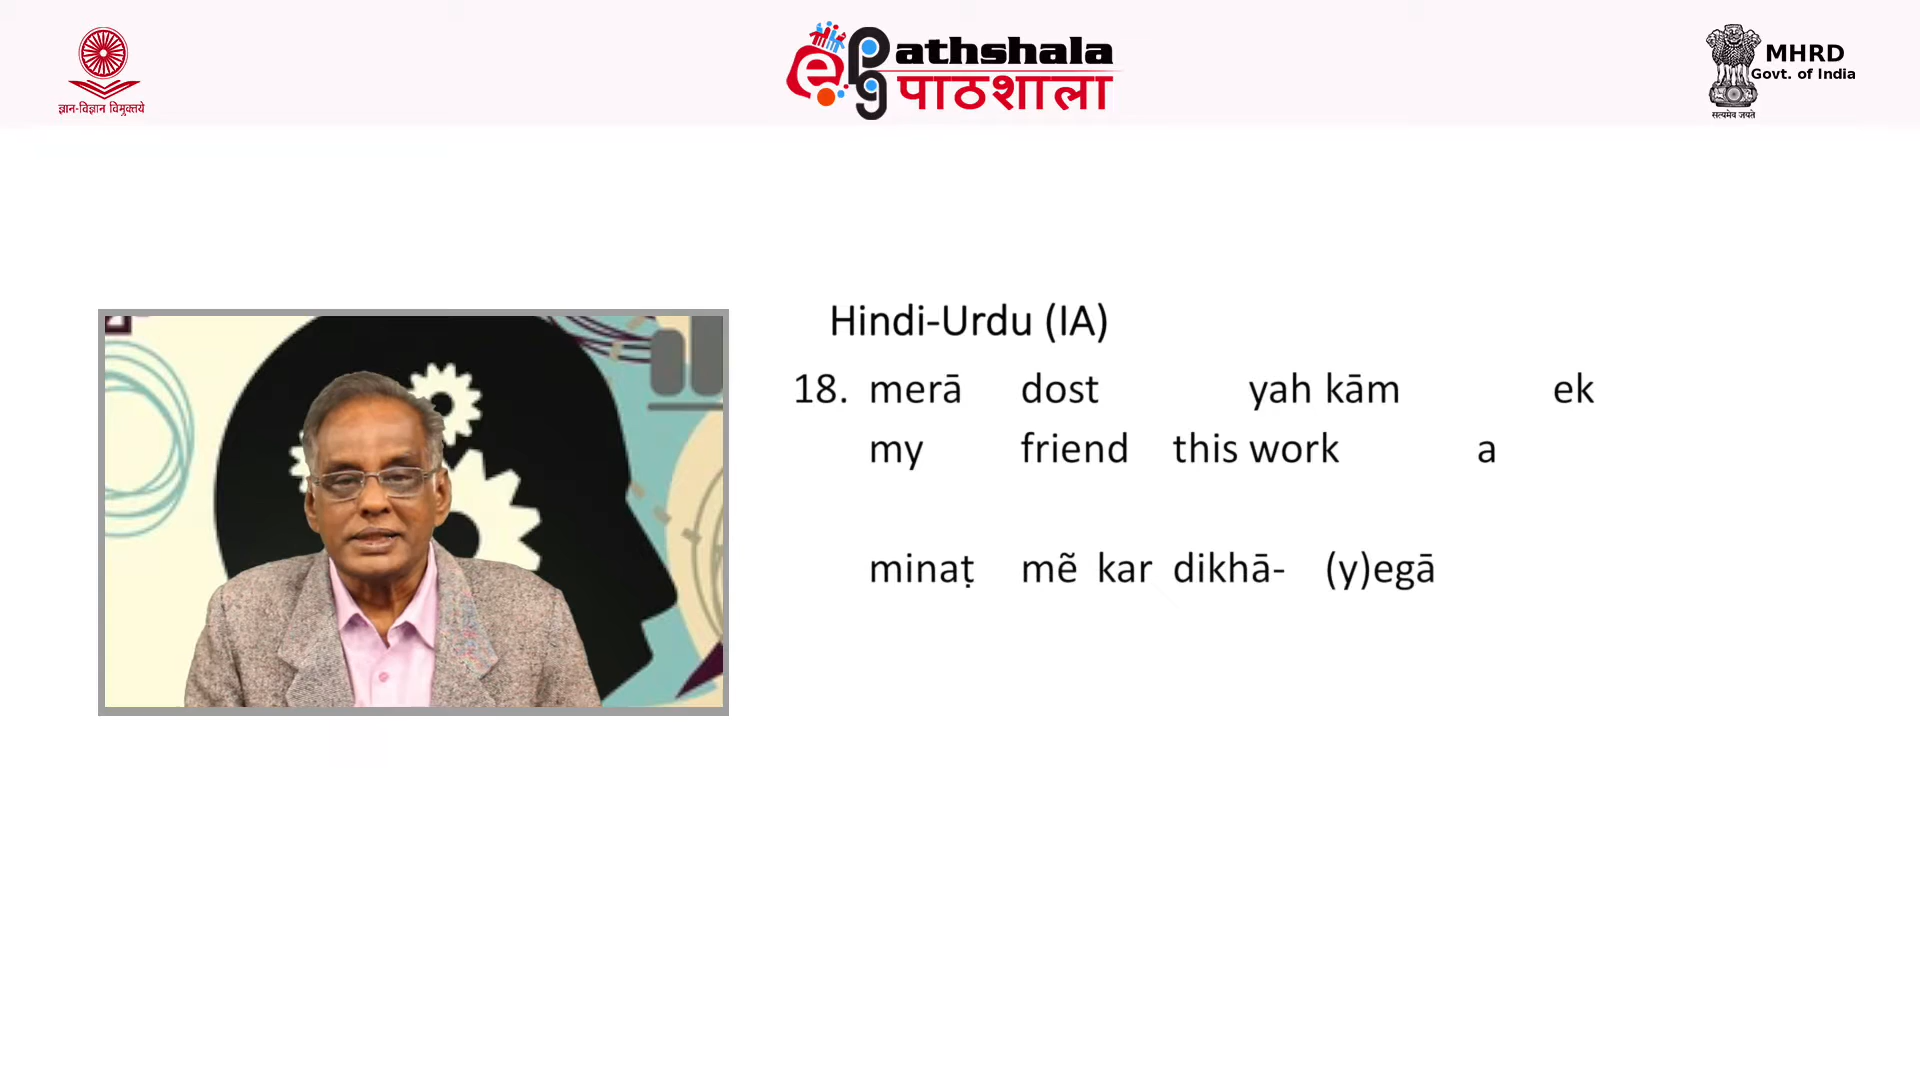 ज्ञान-विज्ञान विमुक्तये
e PG athshala
पाठशाला
MHRD
Govt. of India
सत्यमेव जयते
Hindi-Urdu (IA)
18. merā dost yah kām ek
my friend this work a
minaṭ mẽ kar dikhā- (y)egā